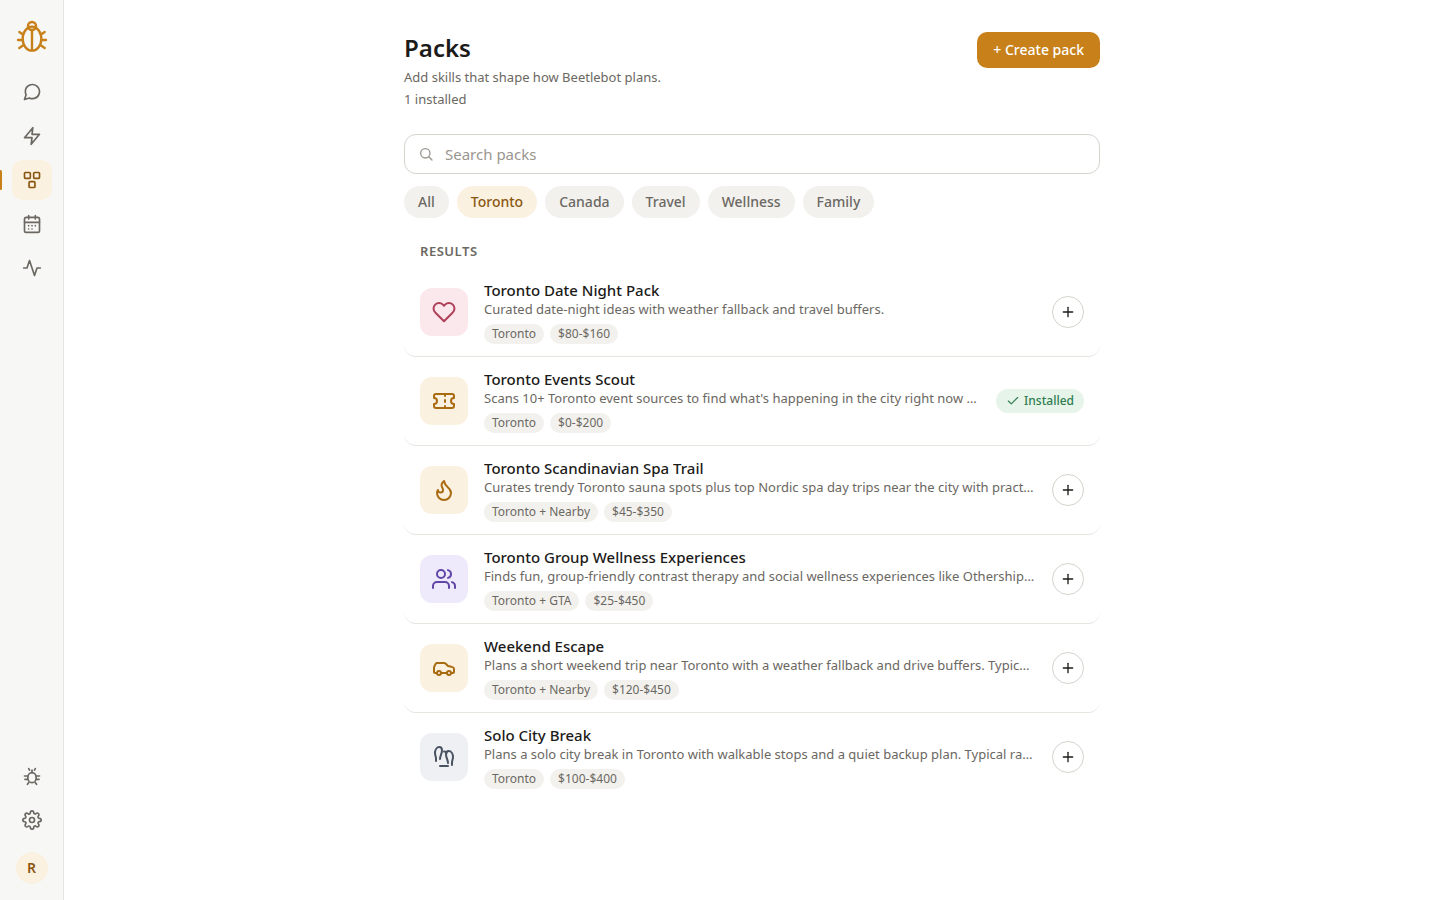 Packs
+ Create pack
Add skills that shape how Beetlebot plans.
1 installed
Search packs
All Toronto Canada Travel Wellness Family
RESULTS
Toronto Date Night Pack
Curated date-night ideas with weather fallback and travel buffers.
Toronto $80-$160
Toronto Events Scout
Scans 10+ Toronto event sources to find what's happening in the city right now ...
Installed
Toronto $0-$200
Toronto Scandinavian Spa Trail
Curates trendy Toronto sauna spots plus top Nordic spa day trips near the city with pract...
Toronto + Nearby $45-$350
Toronto Group Wellness Experiences
Finds fun, group-friendly contrast therapy and social wellness experiences like Othership...
Toronto + GTA $25-$450
Weekend Escape
Plans a short weekend trip near Toronto with a weather fallback and drive buffers. Typic...
Toronto + Nearby $120-$450
Solo City Break
Plans a solo city break in Toronto with walkable stops and a quiet backup plan. Typical ra...
Toronto $100-$400
R